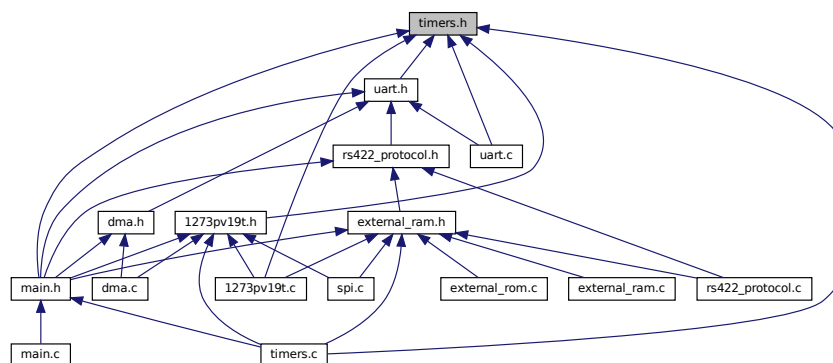 timers.h
uart.h
rs422_protocol.h
uart.c
dma.h
1273pv19t.h
external_ram.h
main.h
dma.c
1273pv19t.c
spi.c
external_rom.c
external_ram.c
rs422_protocol.c
main.c
timers.c